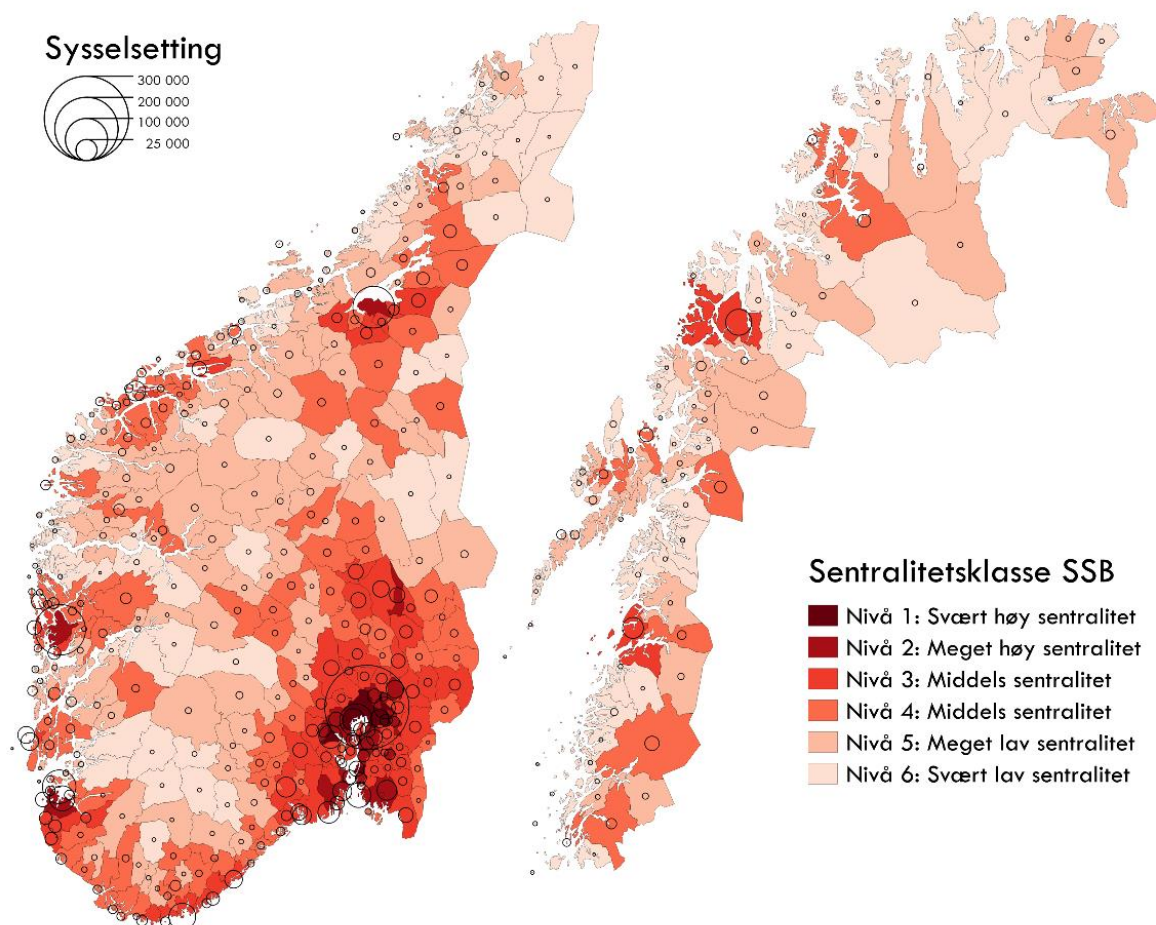 Sysselsetting
300 000
200 000
100 000
25 000
Sentralitetsklasse SSB
Nivå 1: Svært høy sentralitet
Nivå 2: Meget høy sentralitet
Nivå 3: Middels sentralitet
Nivå 4: Middels sentralitet
Nivå 5: Meget lav sentralitet
Nivå 6: Svært lav sentralitet